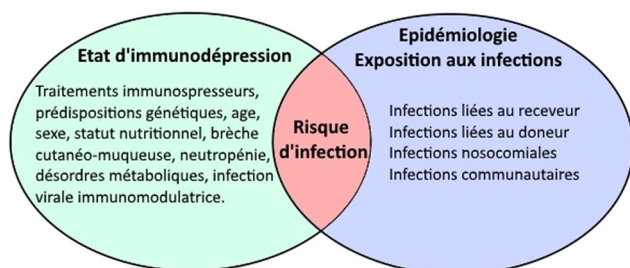 Etat d'immunodépression
Traitements immunospresseurs,
prédispositions génétiques, age,
sexe, statut nutritionnel, brèche
cutanéo-muqueuse, neutropénie,
désordres métaboliques, infection
virale immunomodulatrice.
Risque
d'infection
Epidémiologie
Exposition aux infections
Infections liées au receveur
Infections liées au doneur
Infections nosocomiales
Infections communautaires